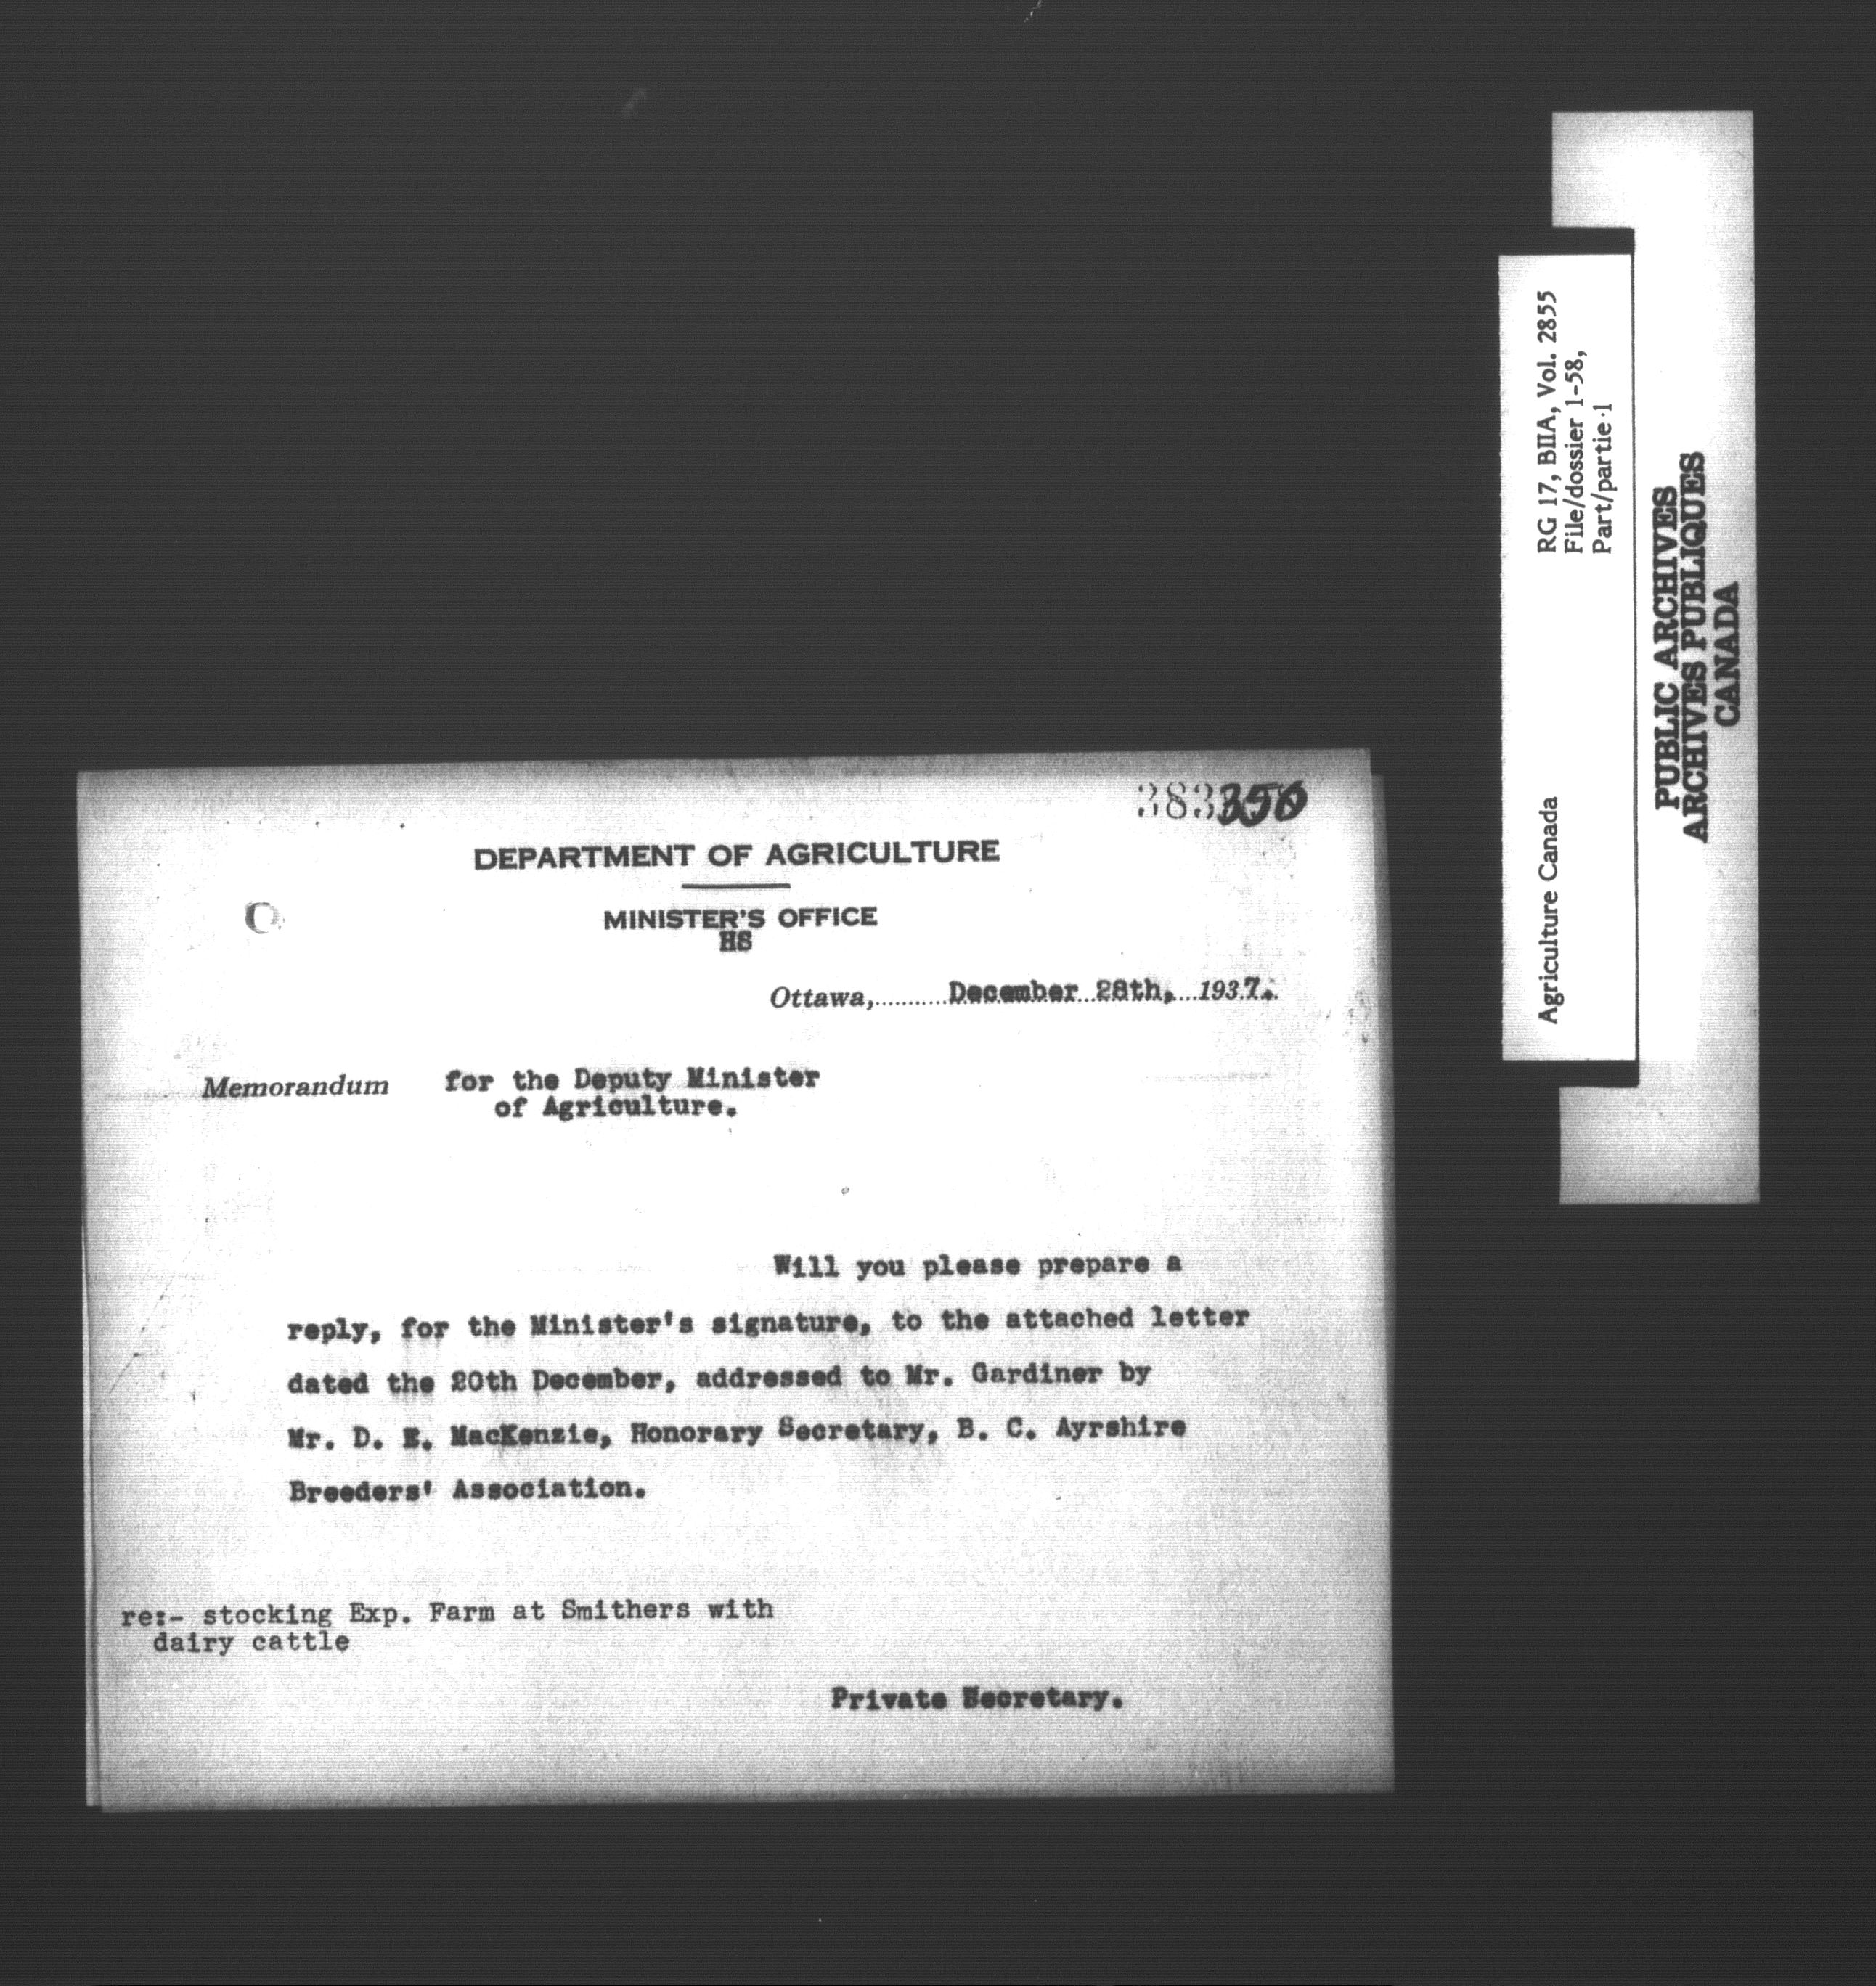 383356
DEPARTMENT OF AGRICULTURE
MINISTER'S OFFICE
HS
Ottawa, December 28th, 1937.
Memorandum for the Deputy Minister
of Agriculture.
Will you please prepare a
reply, for the Minister's signature, to the attached letter
dated the 20th December, addressed to Mr. Gardiner by
Mr. D. E. MacKenzie, Honorary Secretary, B. C. Ayrshire
Breeders' Association.
re:- stocking Exp. Farm at Smithers with
dairy cattle
Private Secretary.
Agriculture Canada
RG 17, BIIA, Vol. 2855
File/dossier 1-58,
Part/partie 1
PUBLIC ARCHIVES
ARCHIVES PUBLIQUES
CANADA